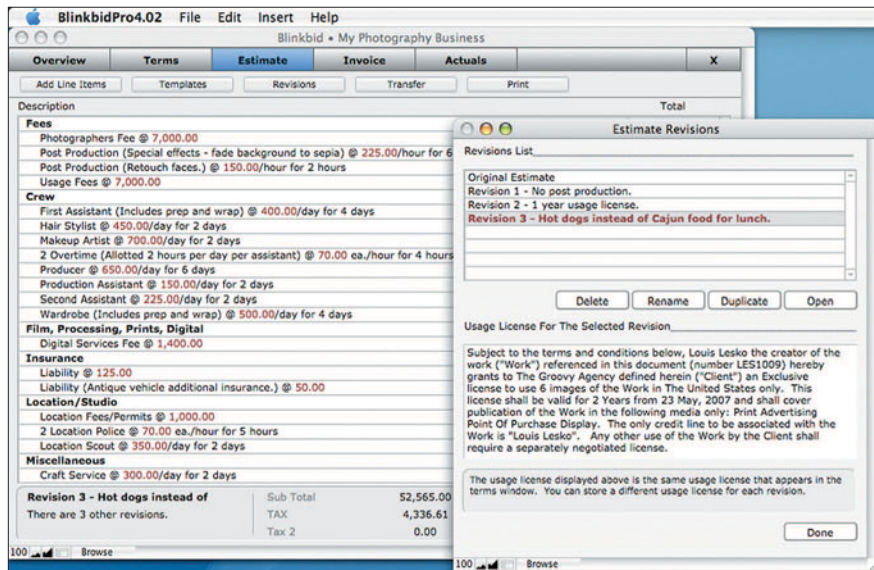 BlinkbidPro4.02 File Edit Insert Help
Blinkbid • My Photography Business
Overview Terms Estimate Invoice Actuals X
Add Line Items Templates Revisions Transfer Print
Description Total
Fees
Photographers Fee @ 7,000.00
Post Production (Special effects - fade background to sepia) @ 225.00/hour for 6
Post Production (Retouch faces.) @ 150.00/hour for 2 hours
Usage Fees @ 7,000.00
Crew
First Assistant (Includes prep and wrap) @ 400.00/day for 4 days
Hair Stylist @ 450.00/day for 2 days
Makeup Artist @ 700.00/day for 2 days
2 Overtime (Allotted 2 hours per day per assistant) @ 70.00 ea./hour for 4 hours
Producer @ 650.00/day for 6 days
Production Assistant @ 150.00/day for 2 days
Second Assistant @ 225.00/day for 2 days
Wardrobe (Includes prep and wrap) @ 500.00/day for 4 days
Film, Processing, Prints, Digital
Digital Services Fee @ 1,400.00
Insurance
Liability @ 125.00
Liability (Antique vehicle additional insurance.) @ 50.00
Location/Studio
Location Fees/Permits @ 1,000.00
2 Location Police @ 70.00 ea./hour for 5 hours
Location Scout @ 350.00/day for 2 days
Miscellaneous
Craft Service @ 300.00/day for 2 days
Revision 3 - Hot dogs instead of
There are 3 other revisions.
Sub Total 52,565.00
TAX 4,336.61
Tax 2 0.00
100 Browse
Estimate Revisions
Revisions List
Original Estimate
Revision 1 - No post production.
Revision 2 - 1 year usage license.
Revision 3 - Hot dogs instead of Cajun food for lunch.
Delete Rename Duplicate Open
Usage License For The Selected Revision
Subject to the terms and conditions below, Louis Lesko the creator of the
work ("Work") referenced in this document (number LES1009) hereby
grants to The Groovy Agency defined herein ("Client") an Exclusive
license to use 6 images of the Work in The United States only. This
license shall be valid for 2 Years from 23 May, 2007 and shall cover
publication of the Work in the following media only: Print Advertising
Point Of Purchase Display. The only credit line to be associated with the
Work is "Louis Lesko". Any other use of the Work by the Client shall
require a separately negotiated license.
The usage license displayed above is the same usage license that appears in the
terms window. You can store a different usage license for each revision.
Done
100 Browse